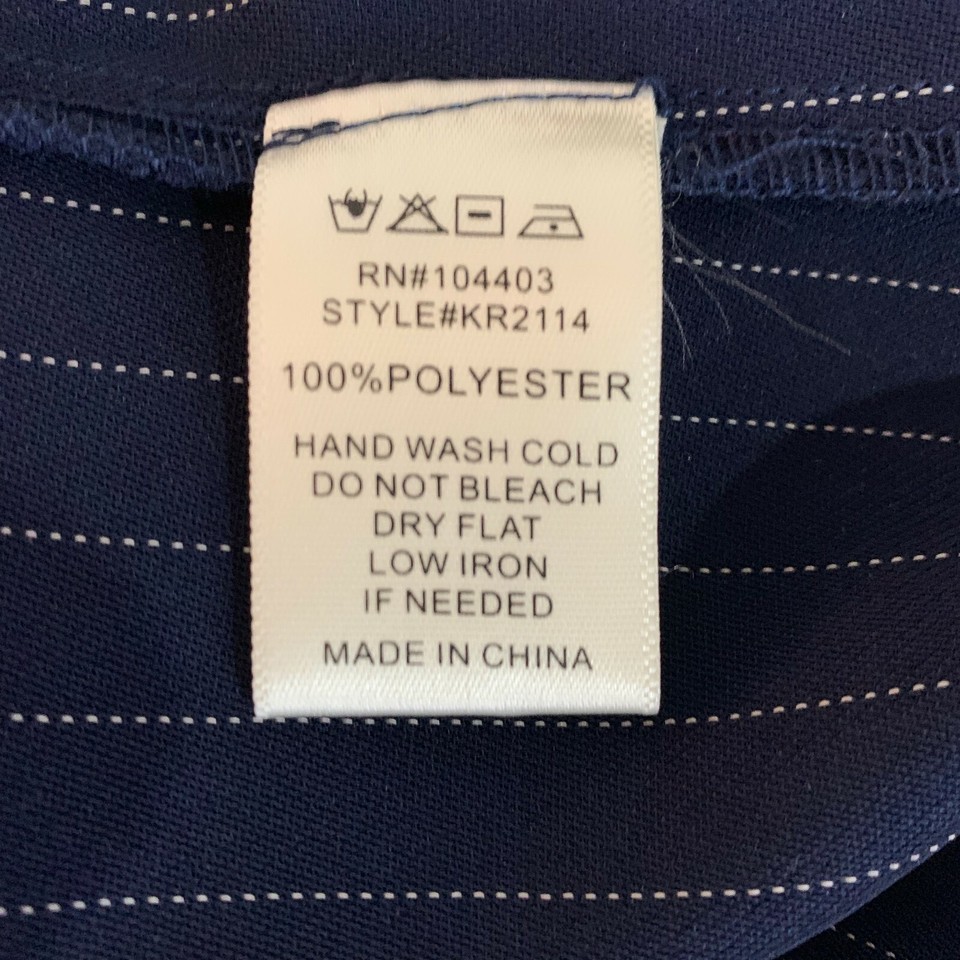 RN#104403
STYLE#KR2114
100%POLYESTER
HAND WASH COLD
DO NOT BLEACH
DRY FLAT
LOW IRON
IF NEEDED
MADE IN CHINA